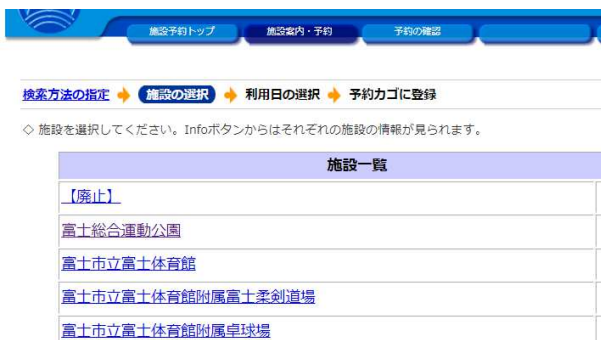 施設予約トップ 施設案内・予約 予約の確認
検索方法の指定 施設の選択 利用日の選択 予約カゴに登録
◇ 施設を選択してください。Infoボタンからはそれぞれの施設の情報が見られます。
施設一覧
【廃止】
富士総合運動公園
富士市立富士体育館
富士市立富士体育館附属富士柔剣道場
富士市立富士体育館附属卓球場